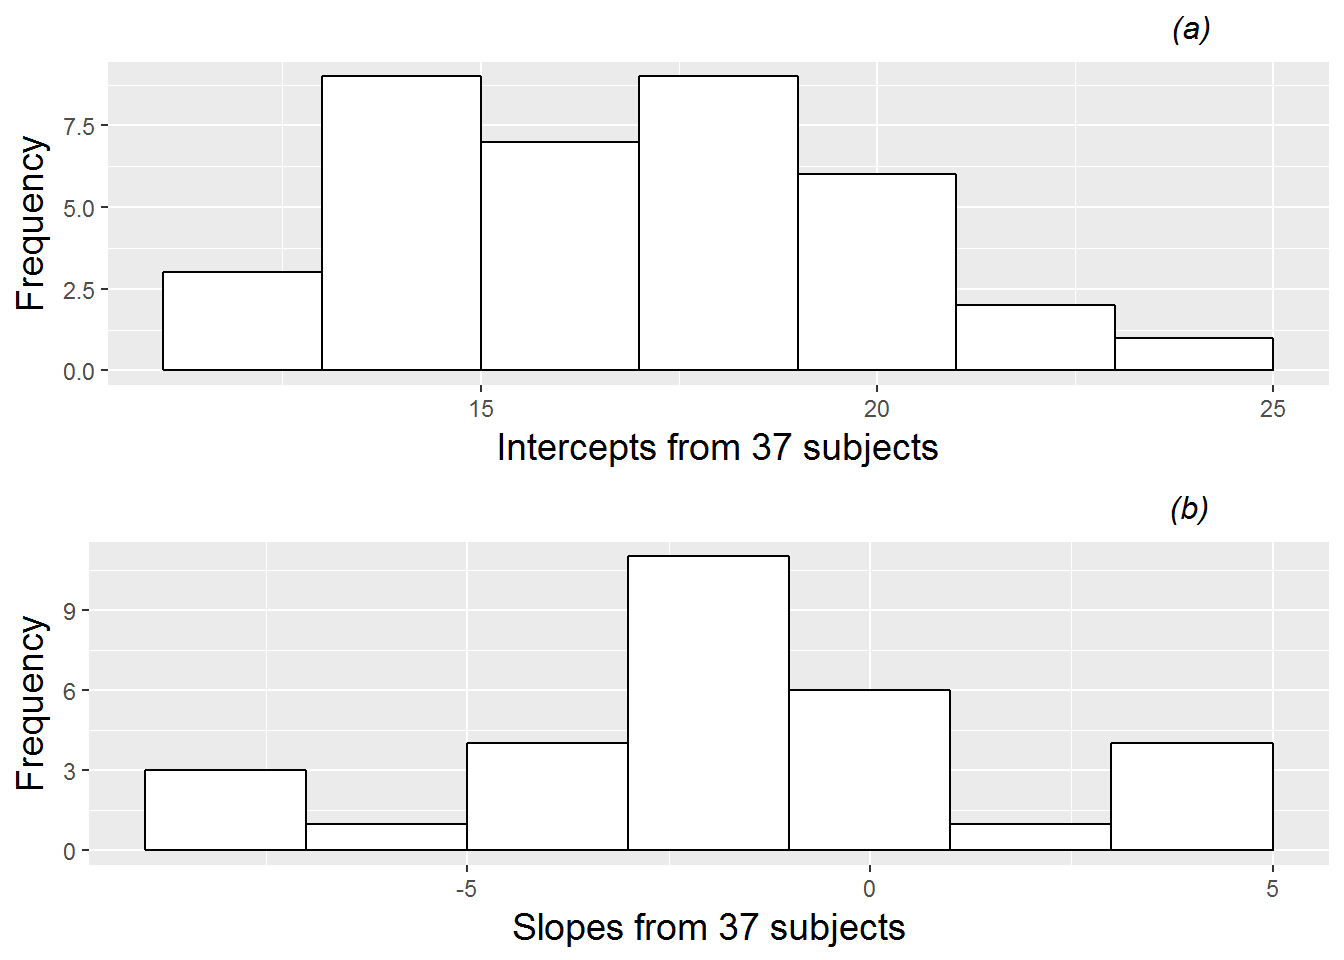 (a)
Frequency
7.5
5.0
2.5
0.0
15 20 25
Intercepts from 37 subjects
(b)
Frequency
9
6
3
0
-5 0 5
Slopes from 37 subjects